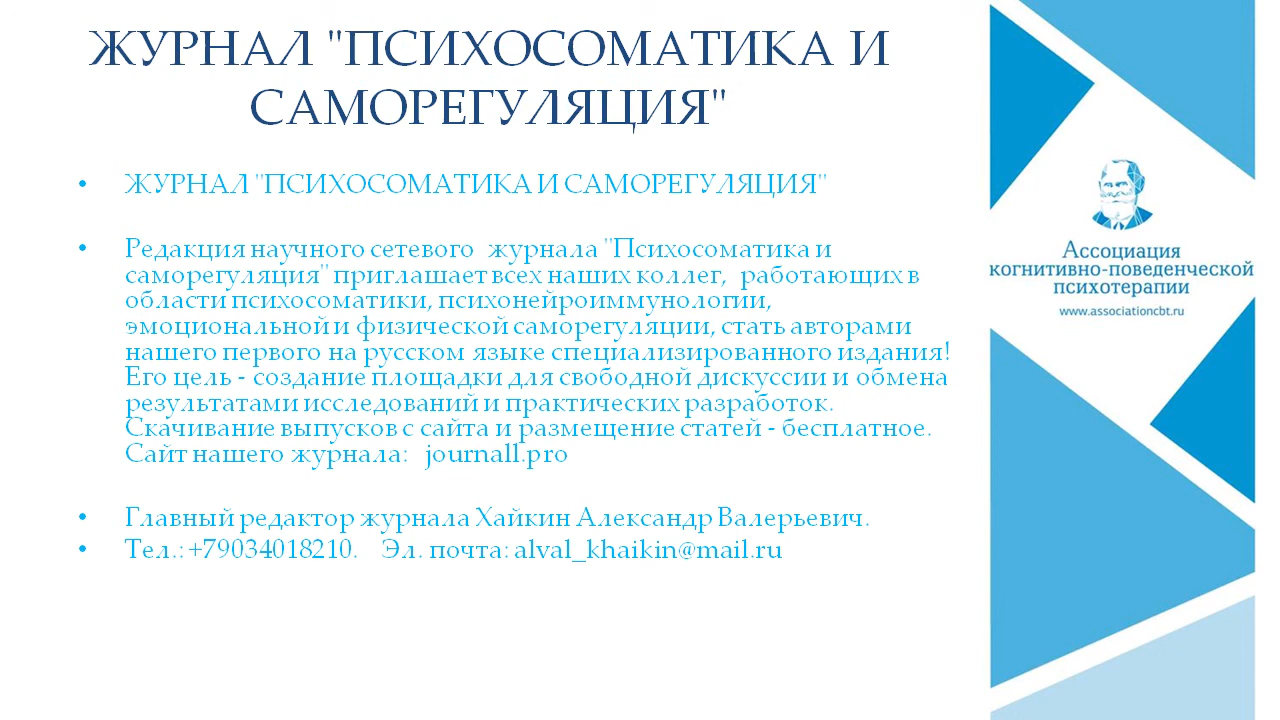 ЖУРНАЛ "ПСИХОСОМАТИКА И
САМОРЕГУЛЯЦИЯ"
• ЖУРНАЛ "ПСИХОСОМАТИКА И САМОРЕГУЛЯЦИЯ"
• Редакция научного сетевого журнала "Психосоматика и
саморегуляция" приглашает всех наших коллег, работающих в
области психосоматики, психонейроиммунологии,
эмоциональной и физической саморегуляции, стать авторами
нашего первого на русском языке специализированного издания!
Его цель - создание площадки для свободной дискуссии и обмена
результатами исследований и практических разработок.
Скачивание выпусков с сайта и размещение статей - бесплатное.
Сайт нашего журнала: journall.pro
• Главный редактор журнала Хайкин Александр Валерьевич.
• Тел.: +79034018210. Эл. почта: alval_khaikin@mail.ru
Ассоциация
когнитивно-поведенческой
психотерапии
www.associationcbt.ru